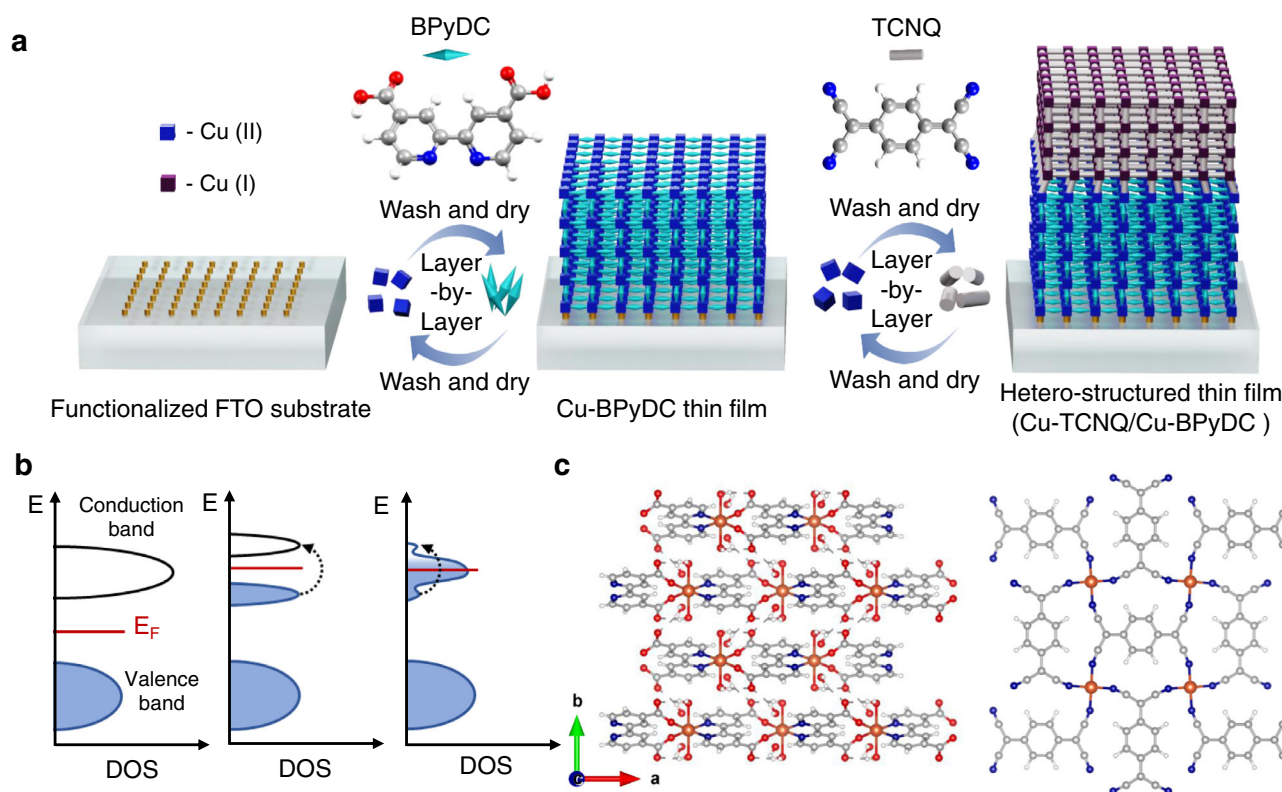 a
BPyDC
TCNQ
- Cu (II)
- Cu (I)
Wash and dry
Layer
-by-
Layer
Wash and dry
Wash and dry
Layer
-by-
Layer
Wash and dry
Functionalized FTO substrate
Cu-BPyDC thin film
Hetero-structured thin film
(Cu-TCNQ/Cu-BPyDC )
b
E
Conduction
band
E_F
Valence
band
DOS
E
DOS
E
DOS
c
b
c
a